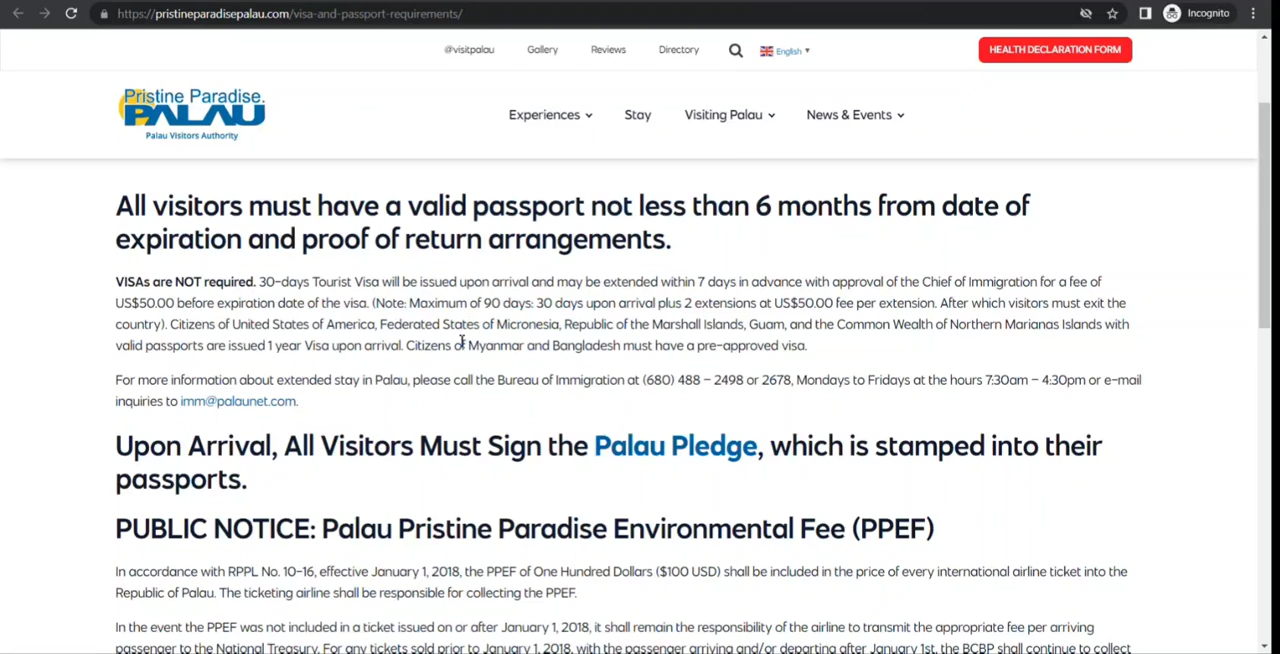 https://pristineparadisepalau.com/visa-and-passport-requirements/
Incognito
@visitpalau Gallery Reviews Directory English HEALTH DECLARATION FORM
Pristine Paradise.
PALAU
Palau Visitors Authority
Experiences Stay Visiting Palau News & Events
All visitors must have a valid passport not less than 6 months from date of
expiration and proof of return arrangements.
VISAs are NOT required. 30-days Tourist Visa will be issued upon arrival and may be extended within 7 days in advance with approval of the Chief of Immigration for a fee of
US$50.00 before expiration date of the visa. (Note: Maximum of 90 days: 30 days upon arrival plus 2 extensions at US$50.00 fee per extension. After which visitors must exit the
country). Citizens of United States of America, Federated States of Micronesia, Republic of the Marshall Islands, Guam, and the Common Wealth of Northern Marianas Islands with
valid passports are issued 1 year Visa upon arrival. Citizens of Myanmar and Bangladesh must have a pre-approved visa.
For more information about extended stay in Palau, please call the Bureau of Immigration at (680) 488 – 2498 or 2678, Mondays to Fridays at the hours 7:30am – 4:30pm or e-mail
inquiries to imm@palaunet.com.
Upon Arrival, All Visitors Must Sign the Palau Pledge, which is stamped into their
passports.
PUBLIC NOTICE: Palau Pristine Paradise Environmental Fee (PPEF)
In accordance with RPPL No. 10-16, effective January 1, 2018, the PPEF of One Hundred Dollars ($100 USD) shall be included in the price of every international airline ticket into the
Republic of Palau. The ticketing airline shall be responsible for collecting the PPEF.
In the event the PPEF was not included in a ticket issued on or after January 1, 2018, it shall remain the responsibility of the airline to transmit the appropriate fee per arriving
passenger to the National Treasury. For any tickets sold prior to January 1, 2018, with the passenger arriving and/or departing after January 1st, the BCBP shall continue to collect